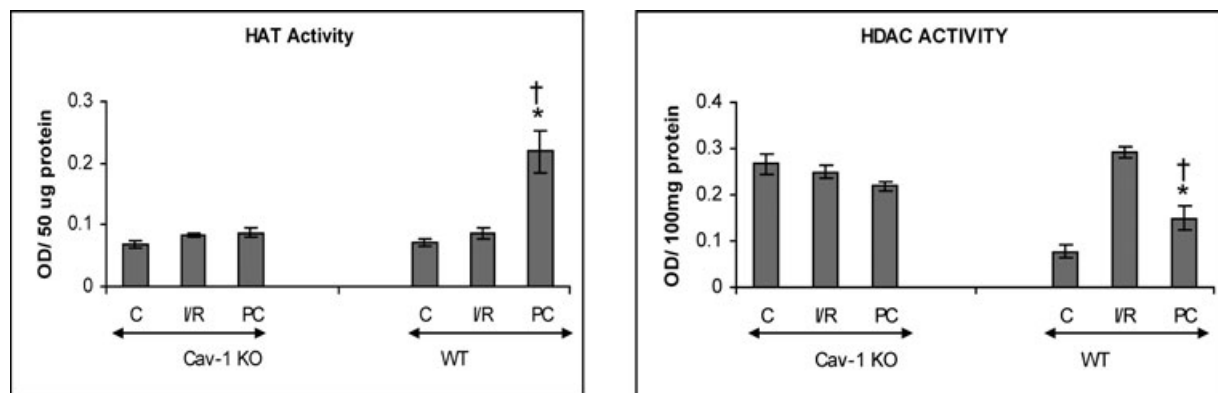 HAT Activity
OD/ 50 ug protein
0.3
0.2
0.1
0
†
*
C I/R PC C I/R PC
Cav-1 KO WT
HDAC ACTIVITY
OD/ 100mg protein
0.4
0.3
0.2
0.1
0
†
*
C I/R PC C I/R PC
Cav-1 KO WT